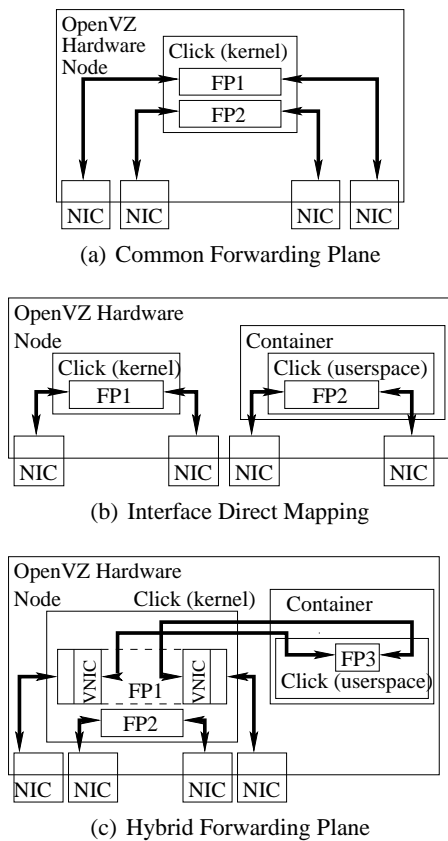 OpenVZ
Hardware
Node
Click (kernel)
FP1
FP2
NIC NIC NIC NIC
(a) Common Forwarding Plane
OpenVZ Hardware
Node
Click (kernel)
FP1
Container
Click (userspace)
FP2
NIC NIC NIC NIC
(b) Interface Direct Mapping
OpenVZ Hardware
Node
Click (kernel)
VNIC
FP1
VNIC
FP2
Container
FP3
Click (userspace)
NIC NIC NIC NIC
(c) Hybrid Forwarding Plane